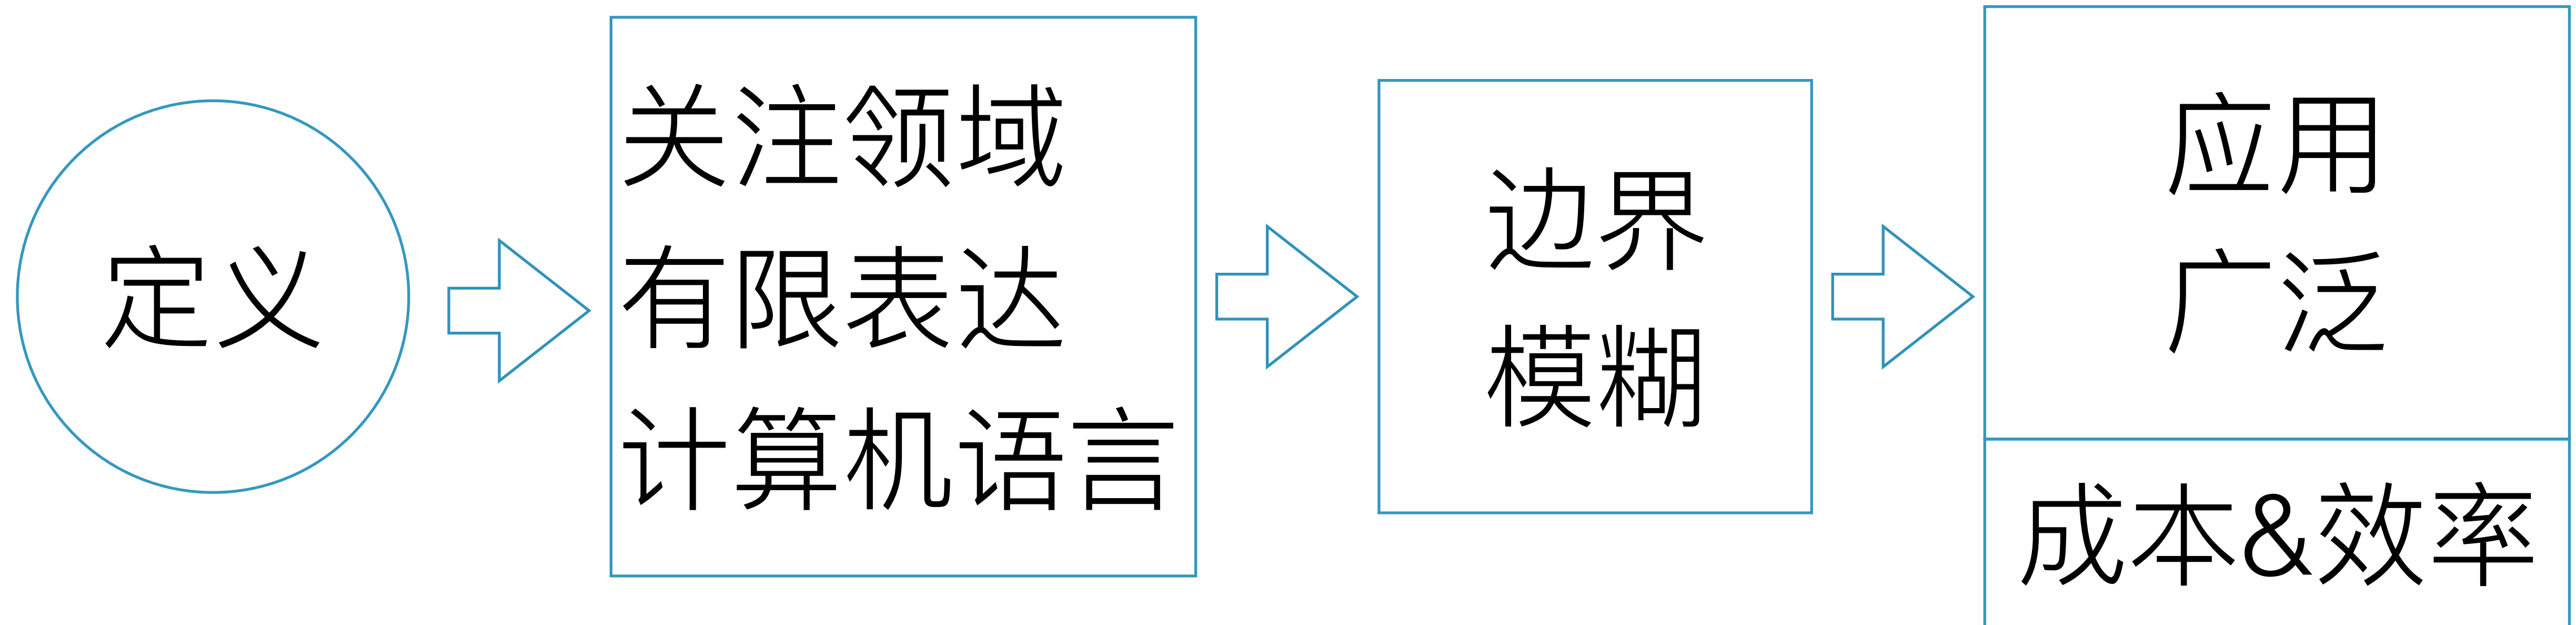 定义
关注领域
有限表达
计算机语言
边界
模糊
应用
广泛
成本&效率